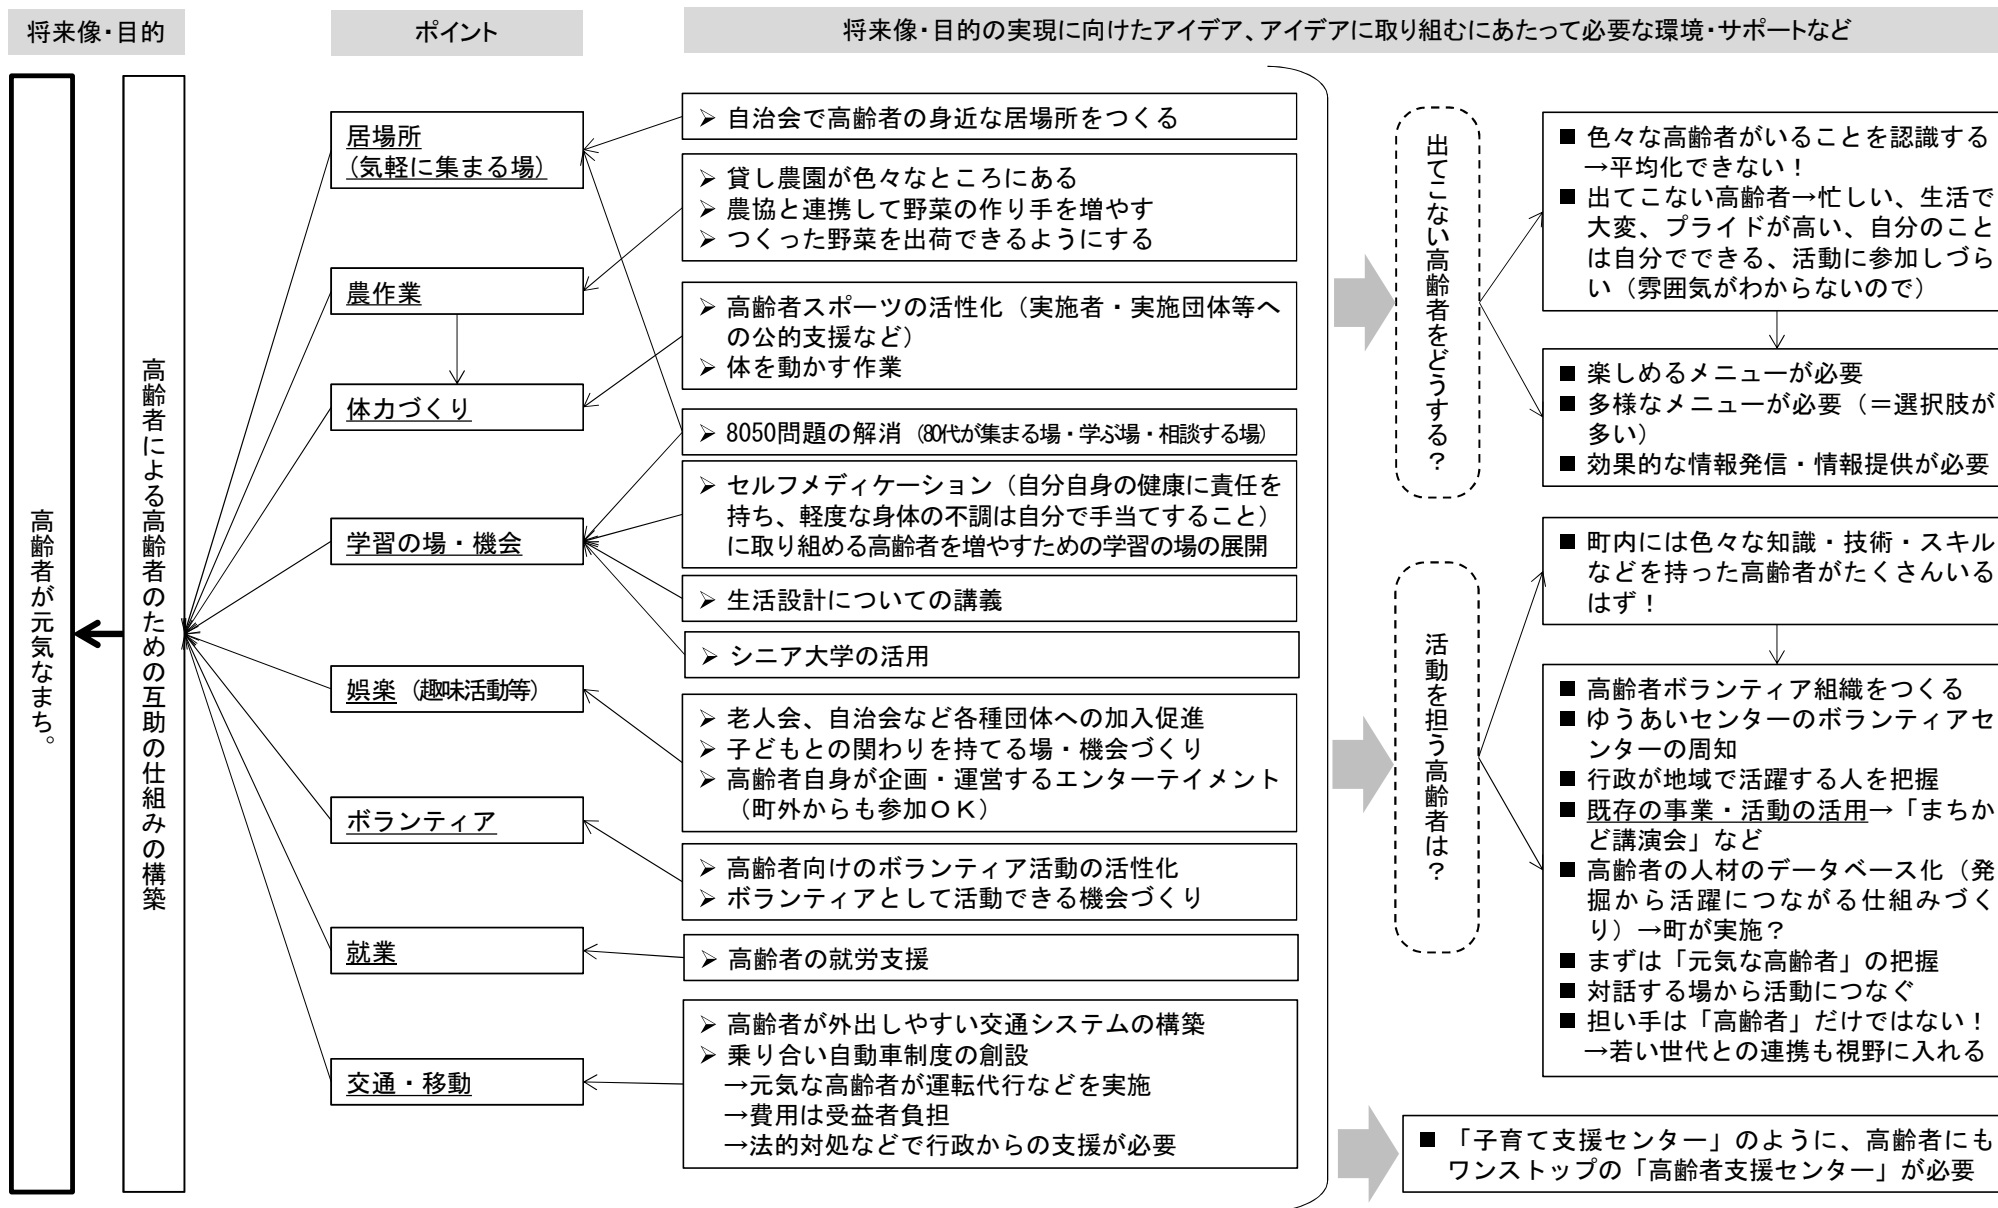 将来像・目的
ポイント
将来像・目的の実現に向けたアイデア、アイデアに取り組むにあたって必要な環境・サポートなど
高齢者が元気なまち。
高齢者による高齢者のための互助の仕組みの構築
居場所
(気軽に集まる場)
農作業
体力づくり
学習の場・機会
娯楽（趣味活動等）
ボランティア
就業
交通・移動
➢ 自治会で高齢者の身近な居場所をつくる
➢ 貸し農園が色々なところにある
➢ 農協と連携して野菜の作り手を増やす
➢ つくった野菜を出荷できるようにする
➢ 高齢者スポーツの活性化（実施者・実施団体等へ
の公的支援など）
➢ 体を動かす作業
➢ 8050問題の解消（80代が集まる場・学ぶ場・相談する場）
➢ セルフメディケーション（自分自身の健康に責任を
持ち、軽度な身体の不調は自分で手当てすること）
に取り組める高齢者を増やすための学習の場の展開
➢ 生活設計についての講義
➢ シニア大学の活用
➢ 老人会、自治会など各種団体への加入促進
➢ 子どもとの関わりを持てる場・機会づくり
➢ 高齢者自身が企画・運営するエンターテイメント
（町外からも参加ＯＫ）
➢ 高齢者向けのボランティア活動の活性化
➢ ボランティアとして活動できる機会づくり
➢ 高齢者の就労支援
➢ 高齢者が外出しやすい交通システムの構築
➢ 乗り合い自動車制度の創設
→元気な高齢者が運転代行などを実施
→費用は受益者負担
→法的対処などで行政からの支援が必要
出てこない高齢者をどうする？
■ 色々な高齢者がいることを認識する
→平均化できない！
■ 出てこない高齢者→忙しい、生活で
大変、プライドが高い、自分のこと
は自分でできる、活動に参加しづら
い（雰囲気がわからないので）
■ 楽しめるメニューが必要
■ 多様なメニューが必要（＝選択肢が
多い）
■ 効果的な情報発信・情報提供が必要
活動を担う高齢者は？
■ 町内には色々な知識・技術・スキル
などを持った高齢者がたくさんいる
はず！
■ 高齢者ボランティア組織をつくる
■ ゆうあいセンターのボランティアセ
ンターの周知
■ 行政が地域で活躍する人を把握
■ 既存の事業・活動の活用→「まちか
ど講演会」など
■ 高齢者の人材のデータベース化（発
掘から活躍につながる仕組みづく
り）→町が実施？
■ まずは「元気な高齢者」の把握
■ 対話する場から活動につなぐ
■ 担い手は「高齢者」だけではない！
→若い世代との連携も視野に入れる
■ 「子育て支援センター」のように、高齢者にも
ワンストップの「高齢者支援センター」が必要